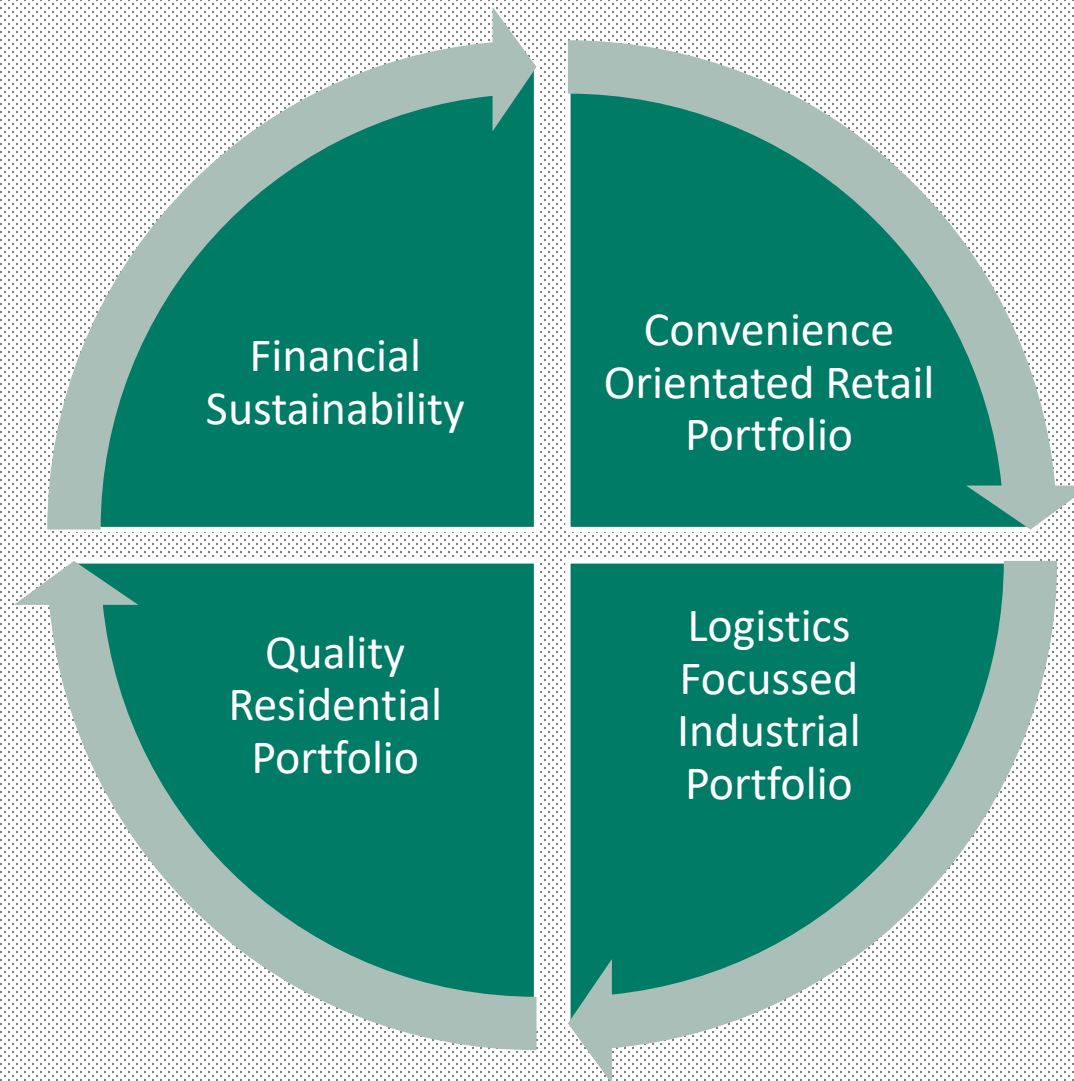 Financial
Sustainability
Convenience
Orientated Retail
Portfolio
Quality
Residential
Portfolio
Logistics
Focussed
Industrial
Portfolio